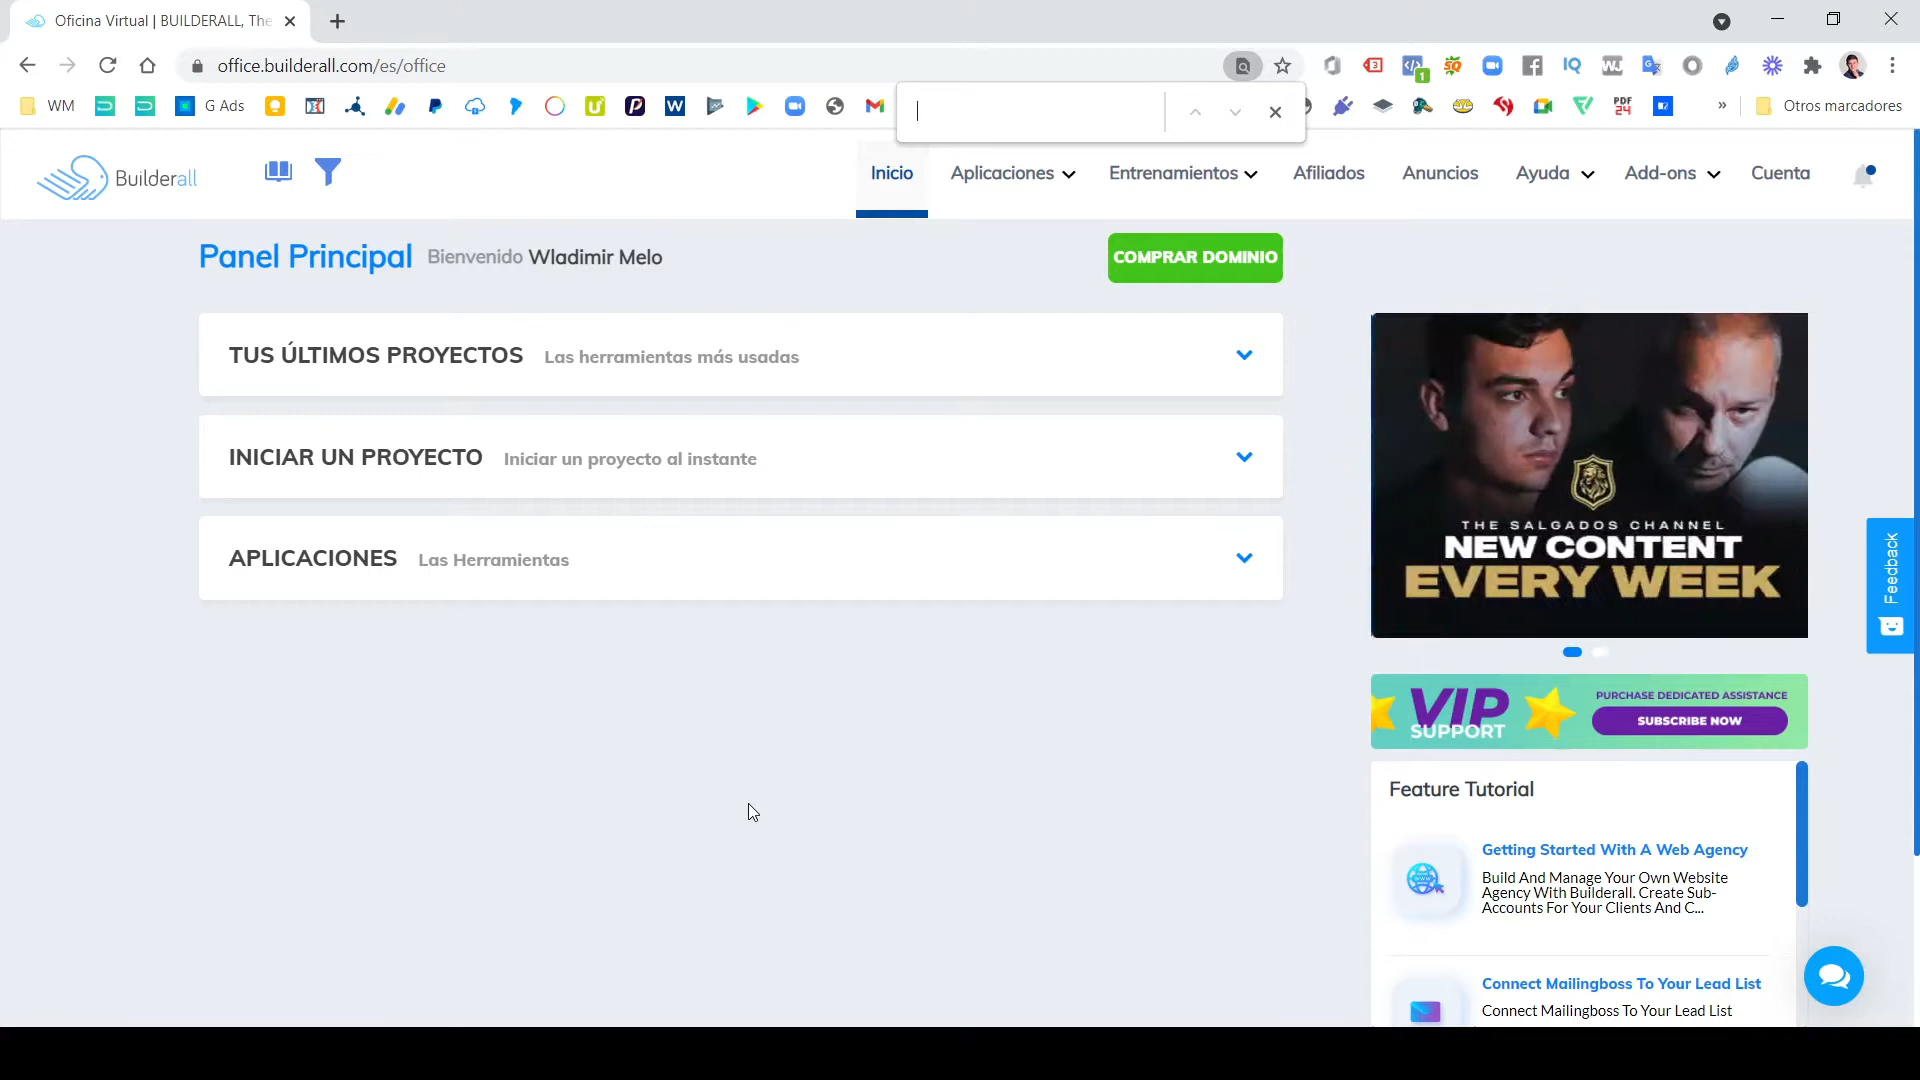 Oficina Virtual | BUILDERALL, The
office.builderall.com/es/office
WM
G Ads
Otros marcadores
Builderall
Inicio
Aplicaciones
Entrenamientos
Afiliados
Anuncios
Ayuda
Add-ons
Cuenta
Panel Principal Bienvenido Wladimir Melo
COMPRAR DOMINIO
TUS ÚLTIMOS PROYECTOS Las herramientas más usadas
INICIAR UN PROYECTO Iniciar un proyecto al instante
APLICACIONES Las Herramientas
THE SALGADOS CHANNEL
NEW CONTENT
EVERY WEEK
Feedback
VIP
SUPPORT
PURCHASE DEDICATED ASSISTANCE
SUBSCRIBE NOW
Feature Tutorial
Getting Started With A Web Agency
Build And Manage Your Own Website
Agency With Builderall. Create Sub-
Accounts For Your Clients And C...
Connect Mailingboss To Your Lead List
Connect Mailingboss To Your Lead List